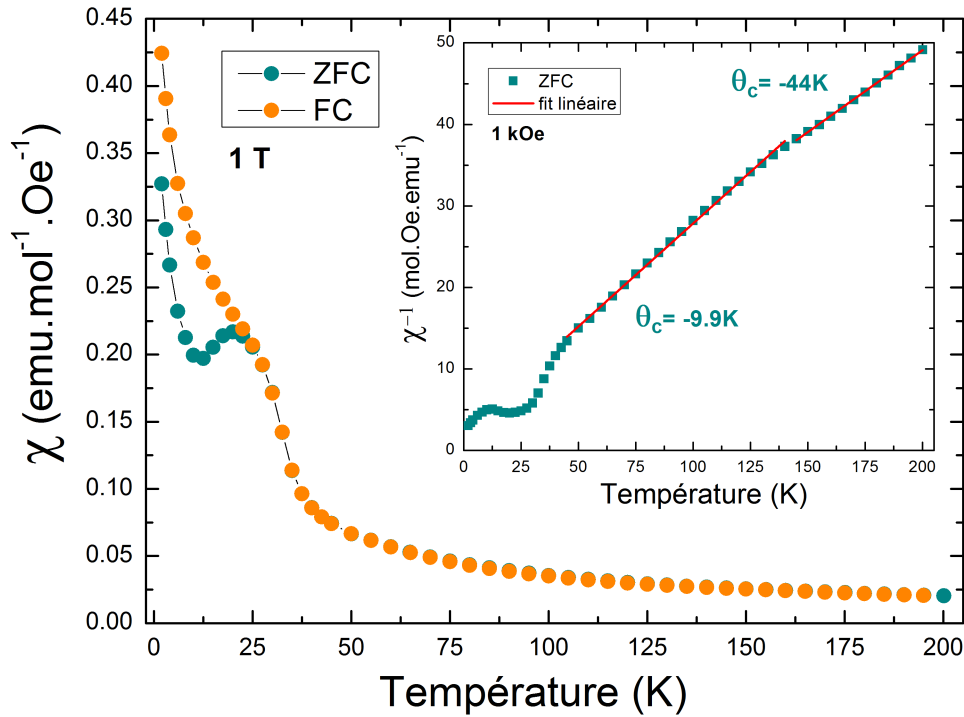 0.45
0.40
0.35
0.30
0.25
0.20
0.15
0.10
0.05
0.00
χ (emu.mol⁻¹.Oe⁻¹)
ZFC
FC
1 T
50
40
30
20
10
0
χ⁻¹ (mol.Oe.emu⁻¹)
ZFC
fit linéaire
1 kOe
θc= -44K
θc= -9.9K
0 25 50 75 100 125 150 175 200
Température (K)
0 25 50 75 100 125 150 175 200
Température (K)